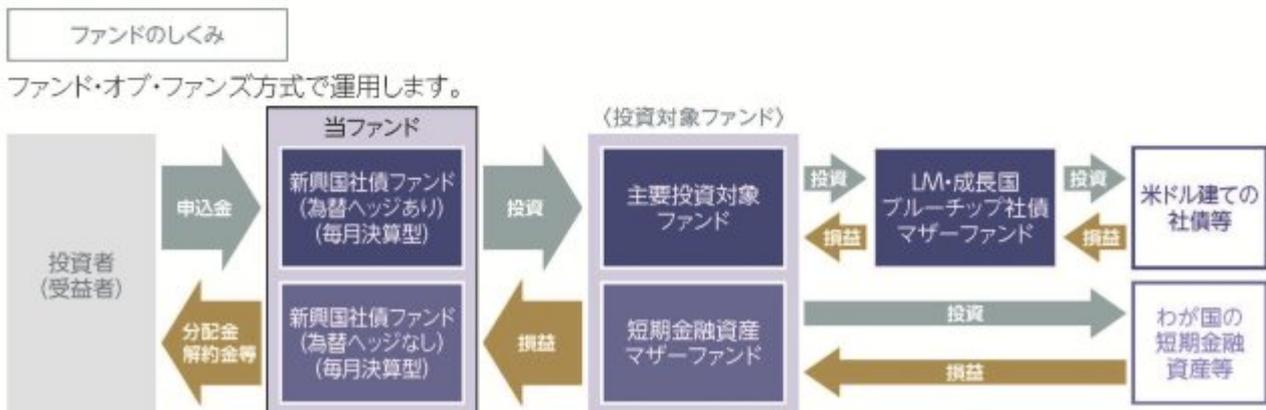 ファンドのしくみ
ファンド・オブ・ファンズ方式で運用します。
当ファンド
〈投資対象ファンド〉
投資者
(受益者)
申込金
分配金
解約金等
新興国社債ファンド
(為替ヘッジあり)
(毎月決算型)
新興国社債ファンド
(為替ヘッジなし)
(毎月決算型)
投資
損益
主要投資対象
ファンド
短期金融資産
マザーファンド
投資
損益
LM・成長国
ブルーチップ社債
マザーファンド
投資
損益
米ドル建ての
社債等
投資
損益
わが国の
短期金融
資産等